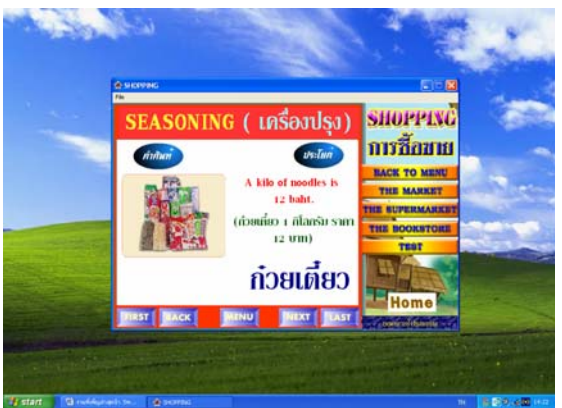 SHOPPING
File
SEASONING ( เครื่องปรุง )
คำศัพท์
ประโยค
A kilo of noodles is
12 baht.
(ก๋วยเตี๋ยว 1 กิโลกรัม ราคา
12 บาท)
ก๋วยเตี๋ยว
FIRST
BACK
MENU
NEXT
LAST
SHOPPING
การซื้อขาย
BACK TO MENU
THE MARKET
THE SUPERMARKET
THE BOOKSTORE
TEST
Home
start
SHOPPING
TH
14:22